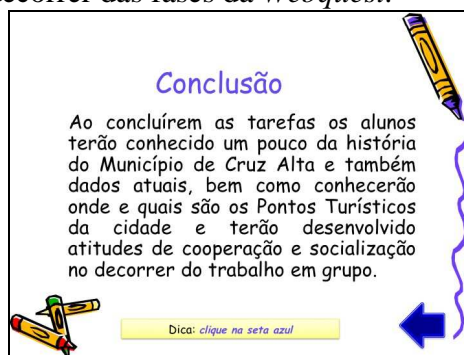 decorrer das fases da Webquest.
Conclusão
Ao concluírem as tarefas os alunos
terão conhecido um pouco da história
do Município de Cruz Alta e também
dados atuais, bem como conhecerão
onde e quais são os Pontos Turísticos
da cidade e terão desenvolvido
atitudes de cooperação e socialização
no decorrer do trabalho em grupo.
Dica: clique na seta azul